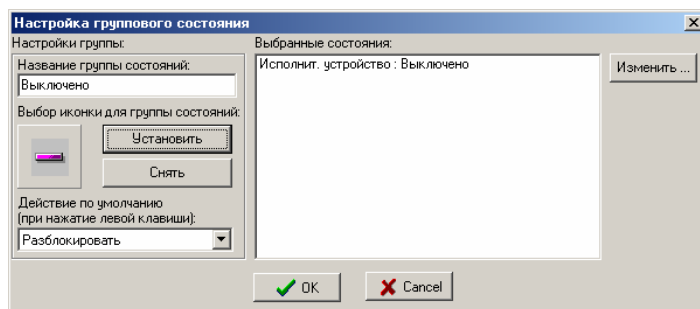 Настройка группового состояния
Настройки группы:
Название группы состояний:
Выключено
Выбор иконки для группы состояний:
Установить
Снять
Действие по умолчанию
(при нажатие левой клавиши):
Разблокировать
Выбранные состояния:
Исполнит. устройство : Выключено
Изменить ...
OK
Cancel